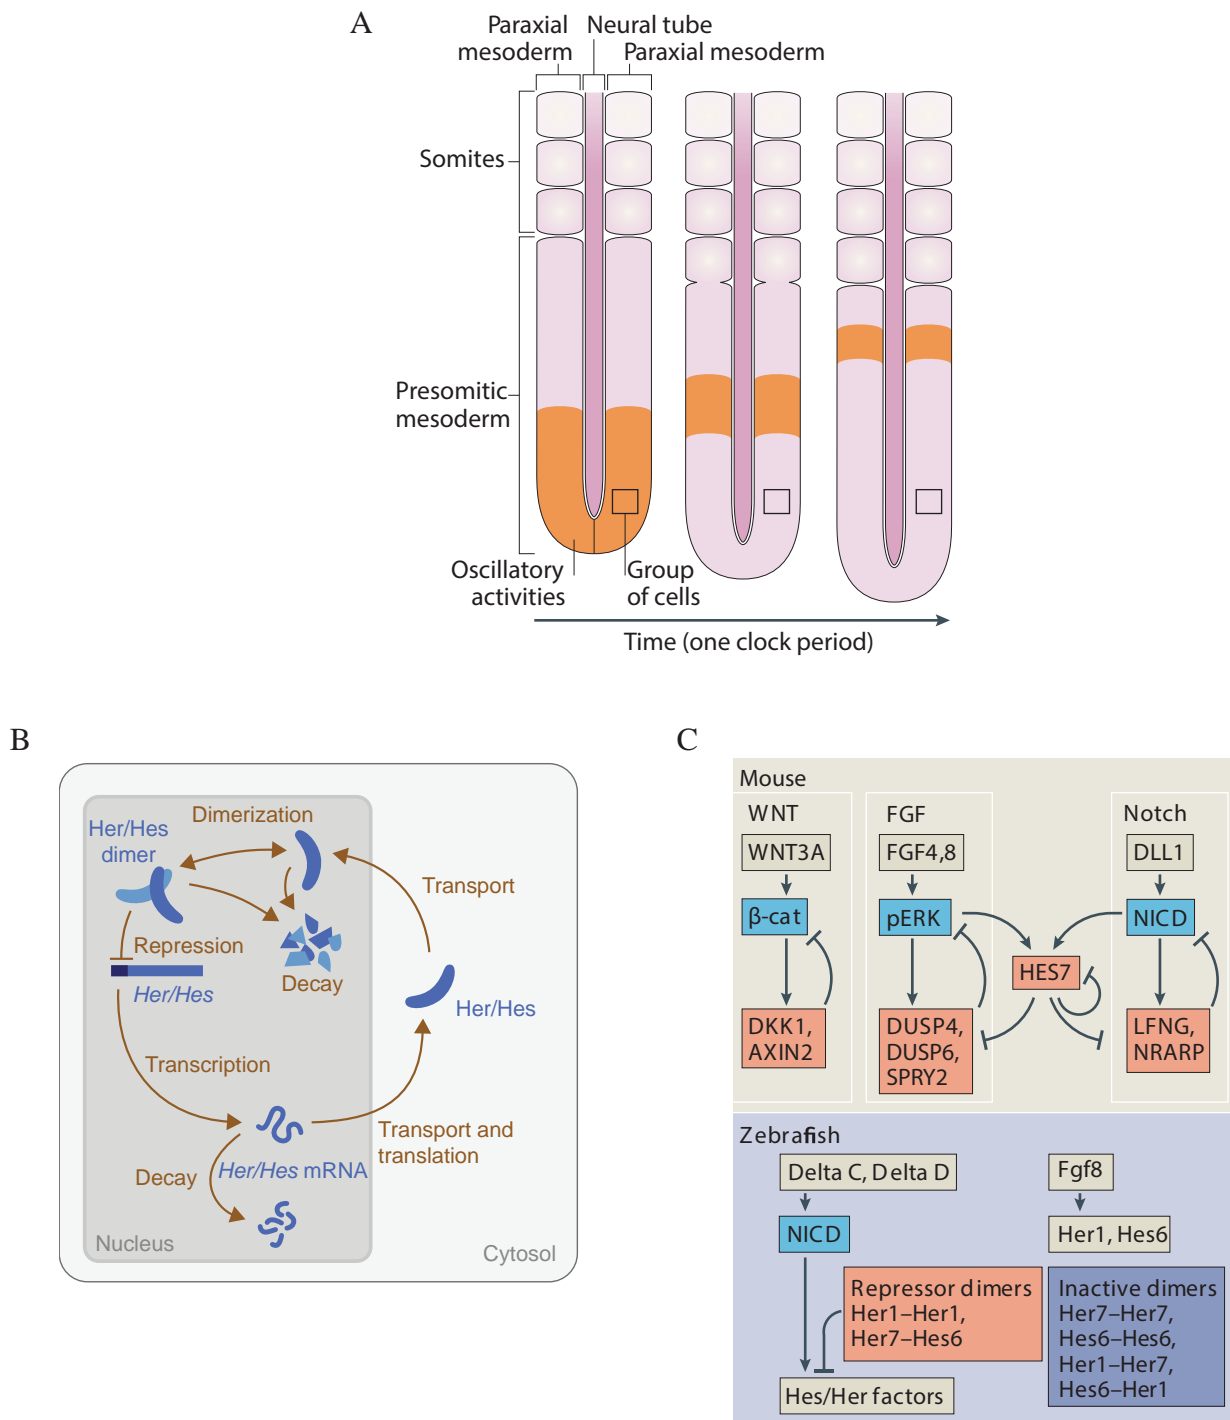 A
Paraxial
mesoderm
Neural tube
Paraxial mesoderm
Somites
Presomitic
mesoderm
Oscillatory
activities
Group
of cells
Time (one clock period)
B
Dimerization
Her/Hes
dimer
Transport
Repression
Her/Hes
Decay
Her/Hes
Transcription
Transport and
translation
Her/Hes mRNA
Decay
Nucleus
Cytosol
C
Mouse
WNT
FGF
Notch
WNT3A
FGF4,8
DLL1
β-cat
pERK
NICD
HES7
DKK1,
AXIN2
DUSP4,
DUSP6,
SPRY2
LFNG,
NRARP
Zebrafish
Delta C, Delta D
Fgf8
NICD
Her1, Hes6
Repressor dimers
Her1–Her1,
Her7–Hes6
Inactive dimers
Her7–Her7,
Hes6–Hes6,
Her1–Her7,
Hes6–Her1
Hes/Her factors